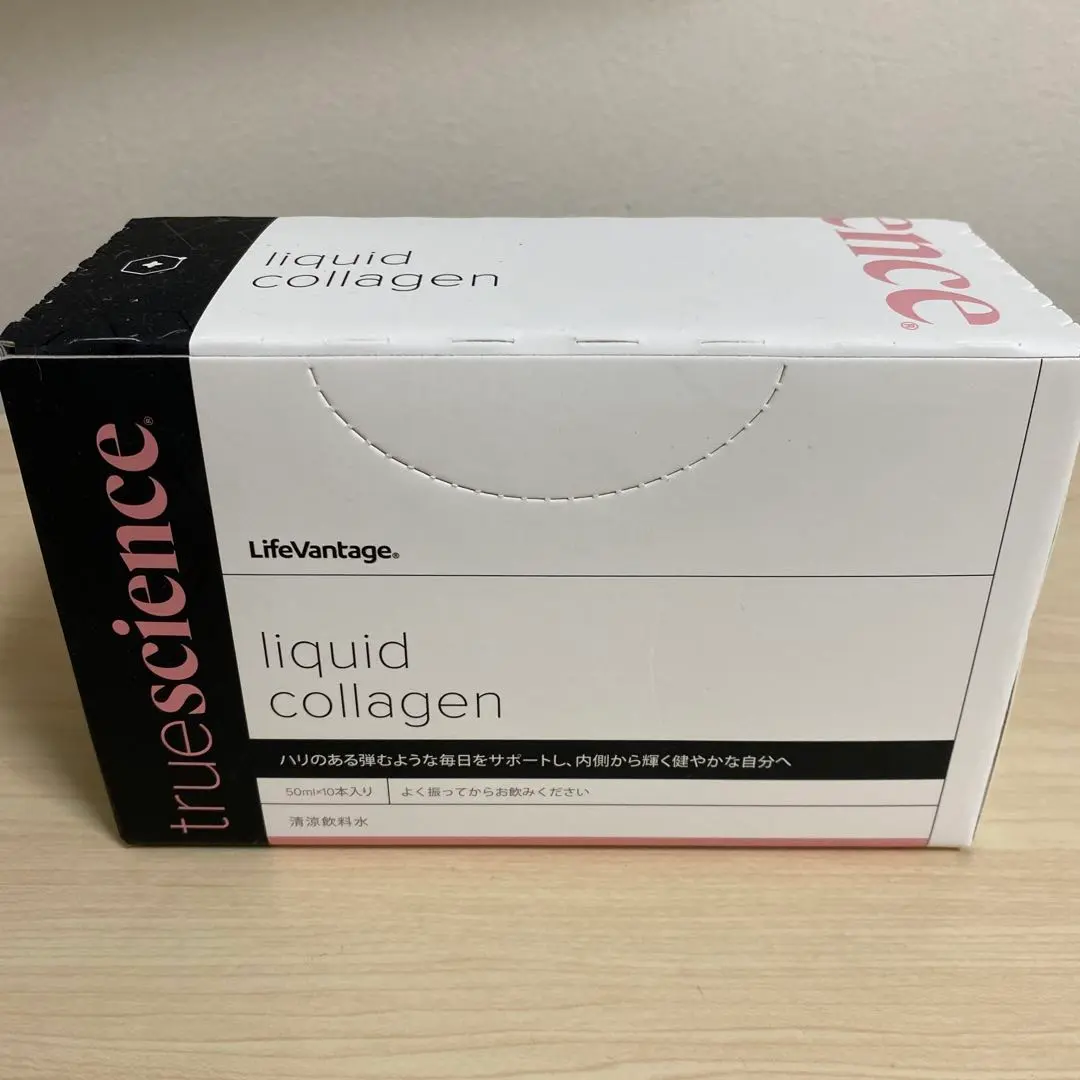 liquid
collagen
ence®
truescience®
LifeVantage®
liquid
collagen
ハリのある弾むような毎日をサポートし、内側から輝く健やかな自分へ
50ml×10本入り
よく振ってからお飲みください
清涼飲料水